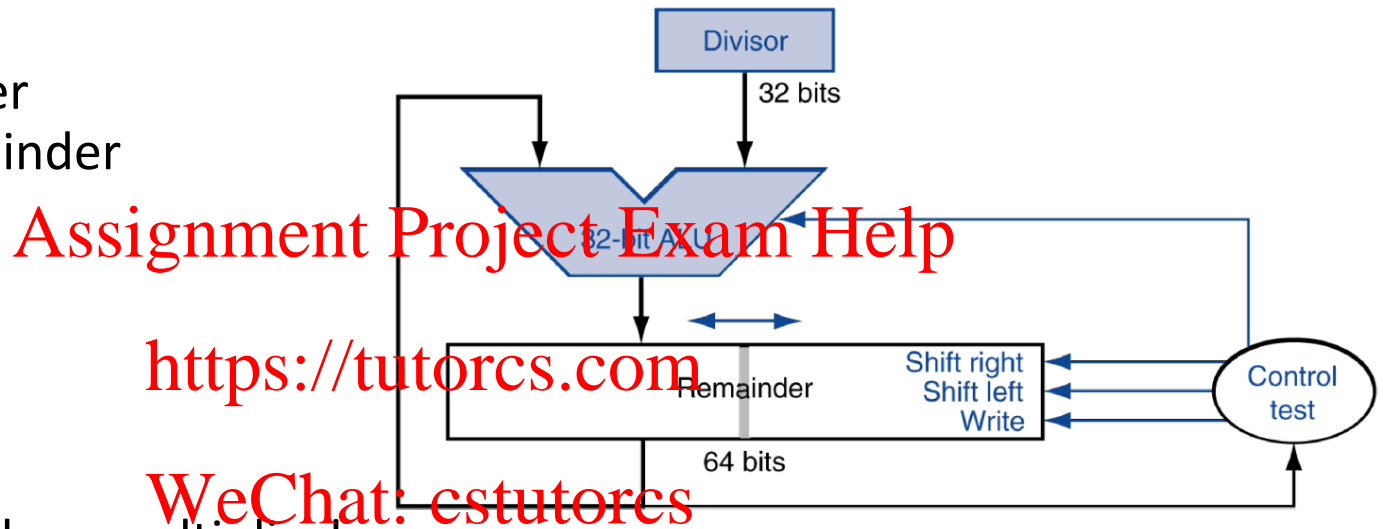 Divisor
32 bits
er
inder
Assignment Project Exam Help
32-bit ALU
https://tutorcs.com
Remainder
Shift right
Shift left
Write
Control
test
64 bits
WeChat: cstutorcs